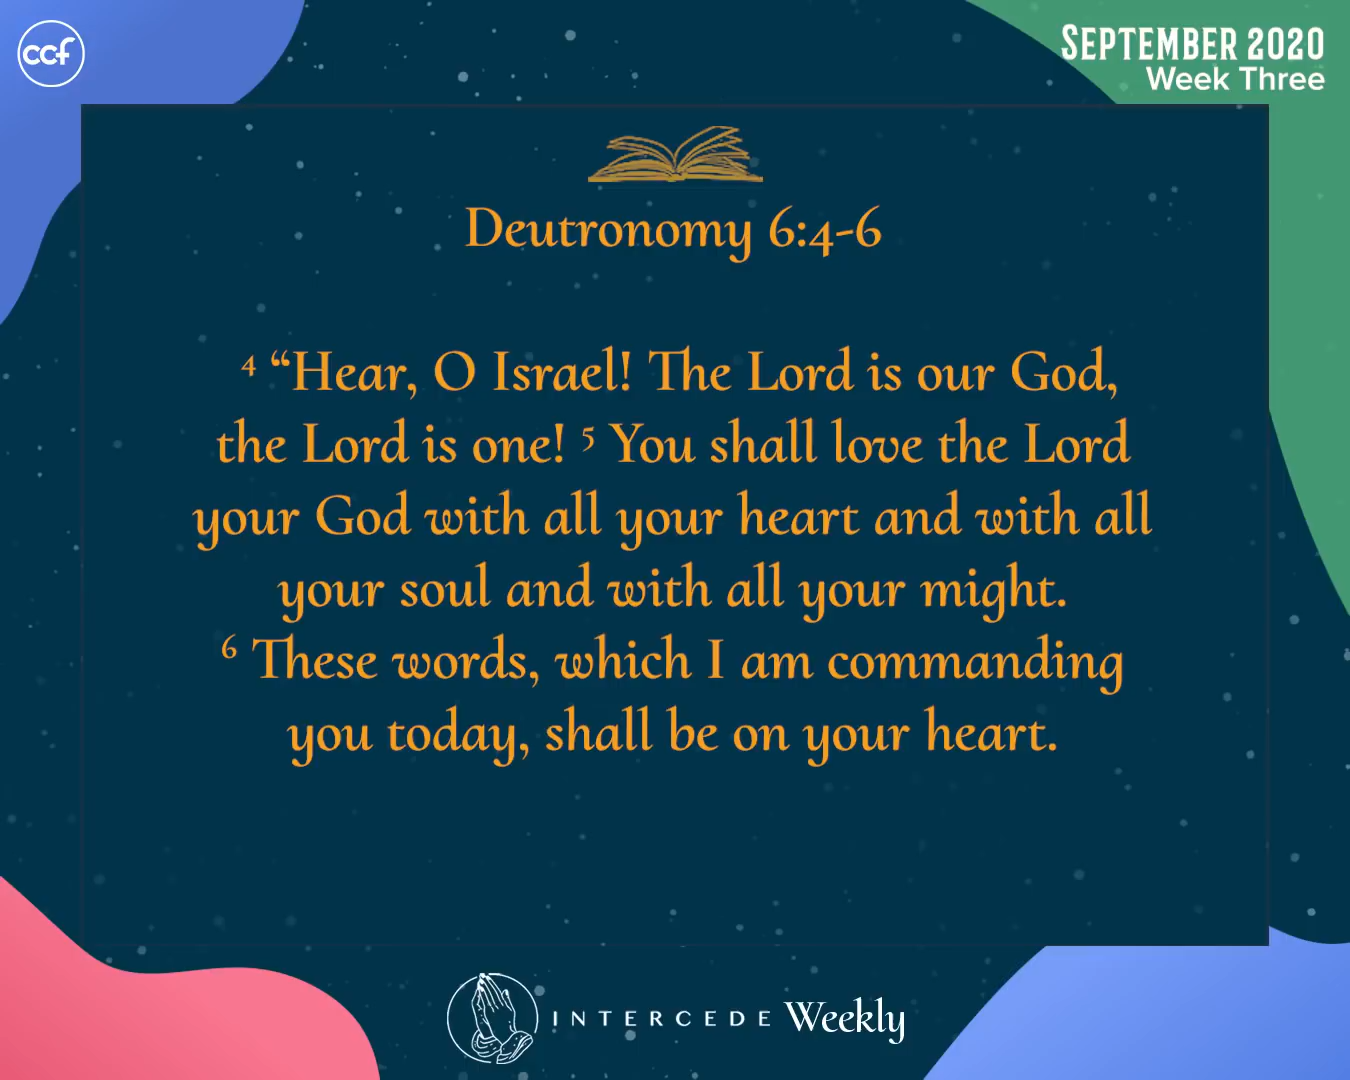 ccf
SEPTEMBER 2020
Week Three
Deutronomy 6:4-6
⁴ “Hear, O Israel! The Lord is our God,
the Lord is one! ⁵ You shall love the Lord
your God with all your heart and with all
your soul and with all your might.
⁶ These words, which I am commanding
you today, shall be on your heart.
INTERCEDE Weekly